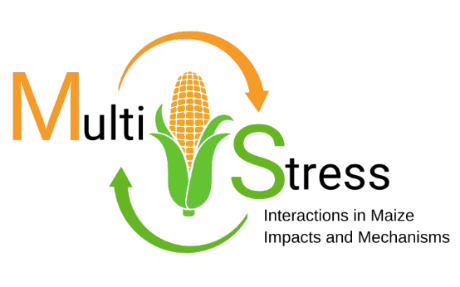 Multi
Stress
Interactions in Maize
Impacts and Mechanisms